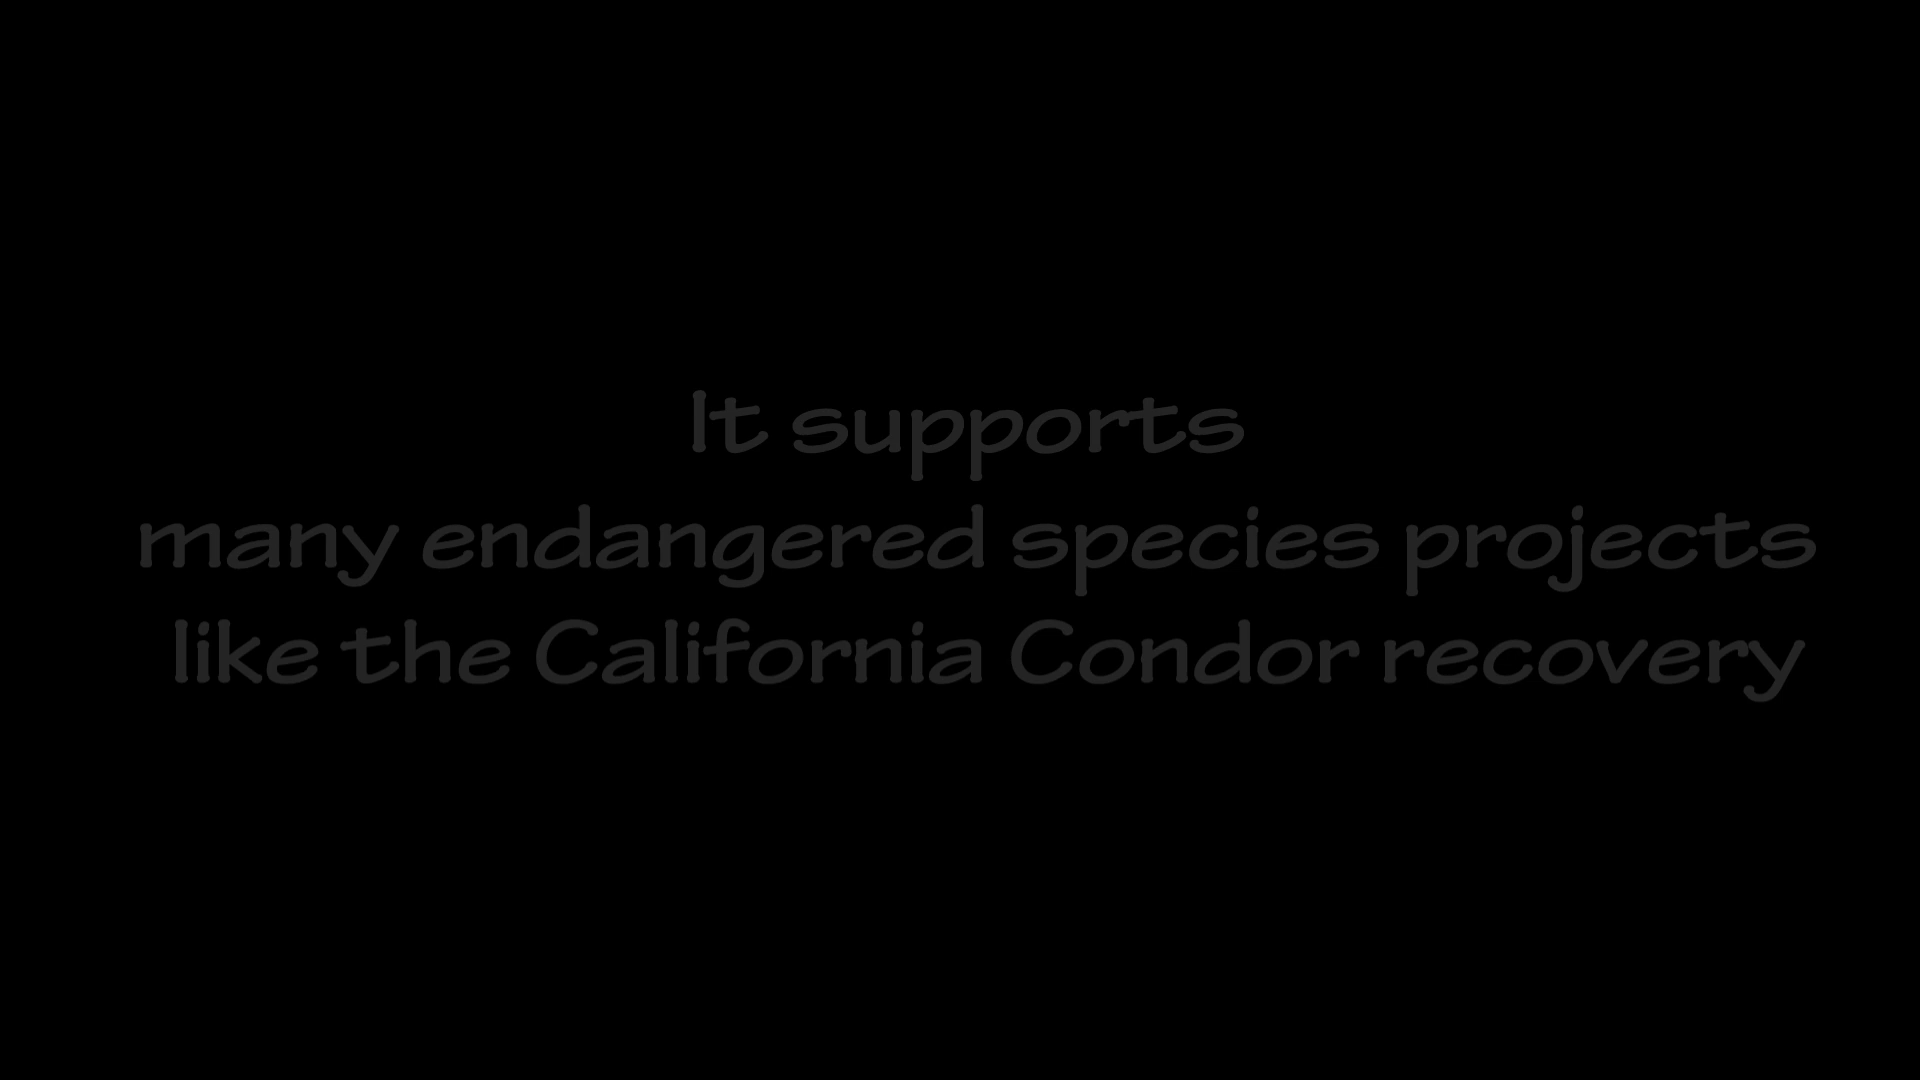 It supports
many endangered species projects
like the California Condor recovery